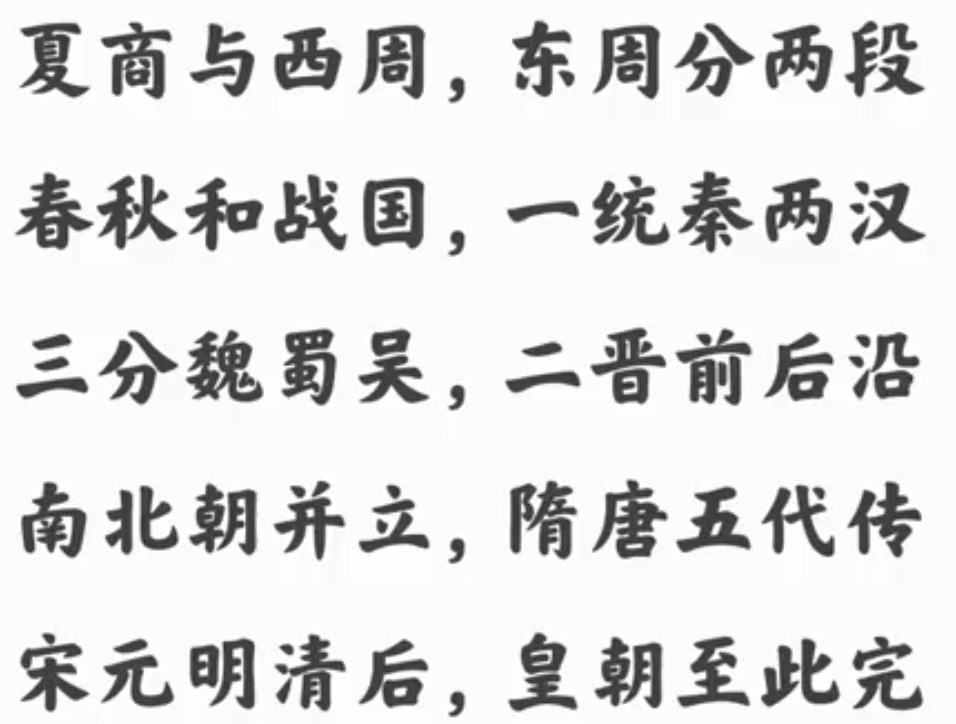 夏商与西周，东周分两段
春秋和战国，一统秦两汉
三分魏蜀吴，二晋前后沿
南北朝并立，隋唐五代传
宋元明清后，皇朝至此完